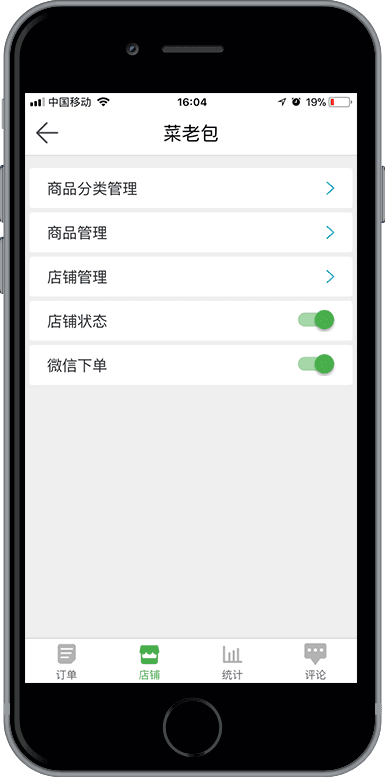 中国移动 16:04 19%
菜老包
商品分类管理
商品管理
店铺管理
店铺状态
微信下单
订单 店铺 统计 评论